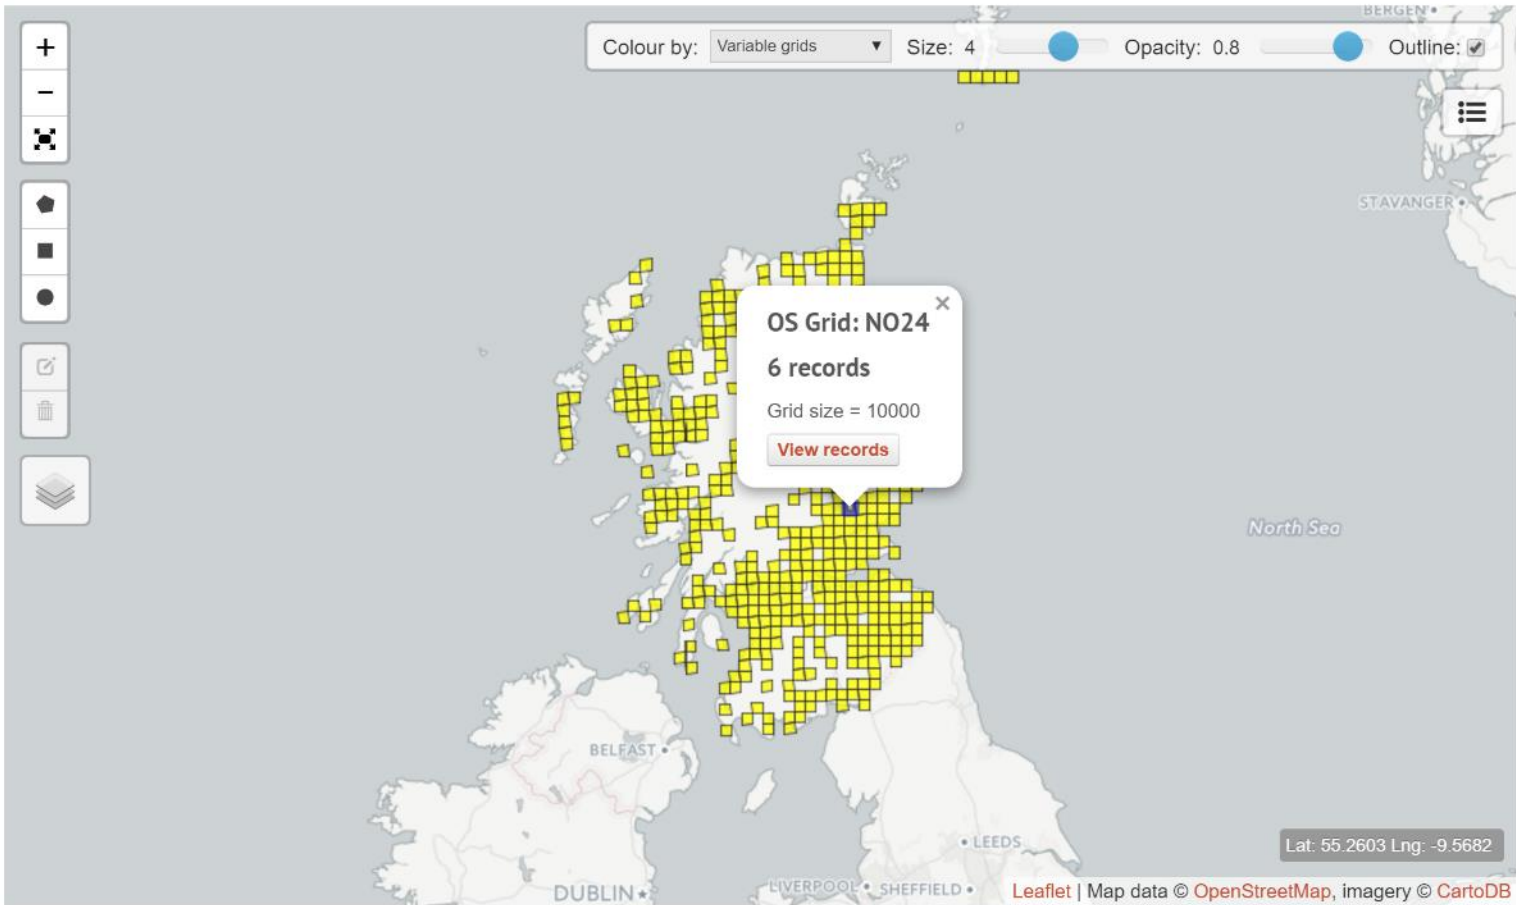 BERGEN
+
Colour by: Variable grids ▼ Size: 4 Opacity: 0.8 Outline:
−
STAVANGER
×
OS Grid: NO24
6 records
Grid size = 10000
View records
North Sea
BELFAST
LEEDS
Lat: 55.2603 Lng: -9.5682
DUBLIN
LIVERPOOL
SHEFFIELD
Leaflet | Map data © OpenStreetMap, imagery © CartoDB